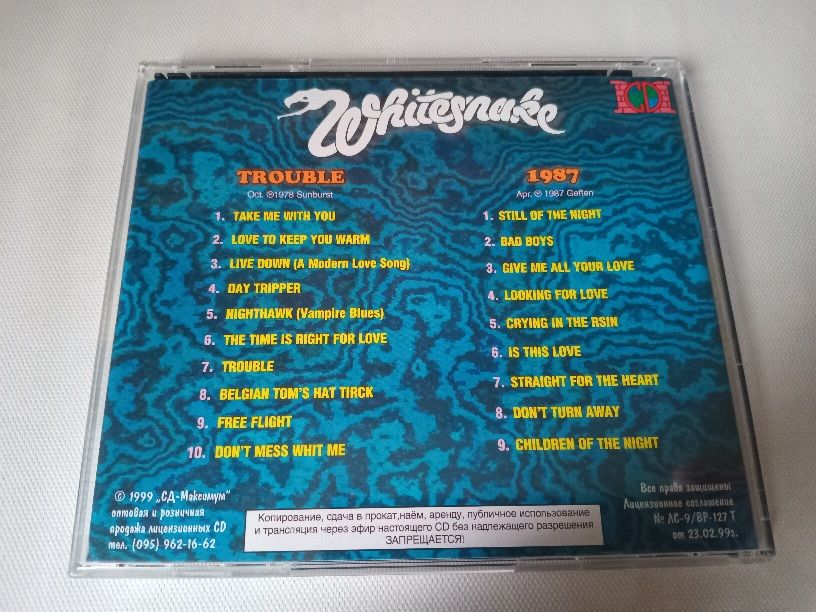 Whitesnake
CD
TROUBLE
Oct. ℗1978 Sunburst
1. TAKE ME WITH YOU
2. LOVE TO KEEP YOU WARM
3. LIVE DOWN (A Modern Love Song)
4. DAY TRIPPER
5. NIGHTHAWK (Vampire Blues)
6. THE TIME IS RIGHT FOR LOVE
7. TROUBLE
8. BELGIAN TOM'S HAT TIRCK
9. FREE FLIGHT
10. DON'T MESS WHIT ME
1987
Apr. ℗ 1987 Geffen
1. STILL OF THE NIGHT
2. BAD BOYS
3. GIVE ME ALL YOUR LOVE
4. LOOKING FOR LOVE
5. CRYING IN THE RSIN
6. IS THIS LOVE
7. STRAIGHT FOR THE HEART
8. DON'T TURN AWAY
9. CHILDREN OF THE NIGHT
© 1999 „СД-Максимум"
оптовая и розничная
продажа лицензионных CD
тел. (095) 962-16-62
Копирование, сдача в прокат,наём, аренду, публичное использование
и трансляция через эфир настоящего CD без надлежащего разрешения
ЗАПРЕЩАЕТСЯ!
Все права защищены
Лицензионное соглашение
№ ЛС-9/ВР-127 Т
от 23.02.99г.